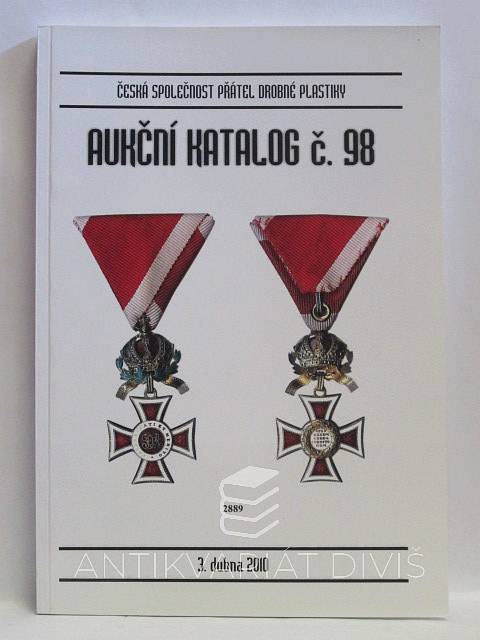 ČESKÁ SPOLEČNOST PŘÁTEL DROBNÉ PLASTIKY
AUKČNÍ KATALOG č. 98
2889
ANTIKVARIÁT DIVIŠ
3. dubna 2010